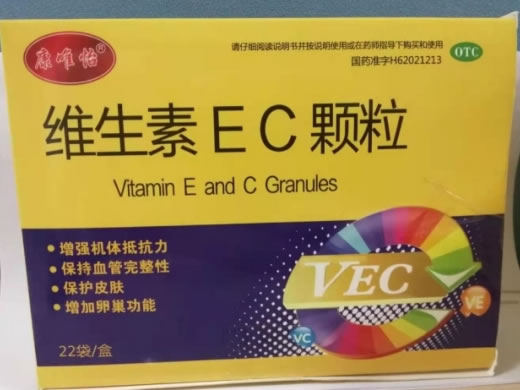 康唯怡®
请仔细阅读说明书并按说明使用或在药师指导下购买和使用
OTC
国药准字H62021213
维生素EC颗粒
Vitamin E and C Granules
•增强机体抵抗力
•保持血管完整性
•保护皮肤
•增加卵巢功能
VEC
VE
VC
22袋/盒